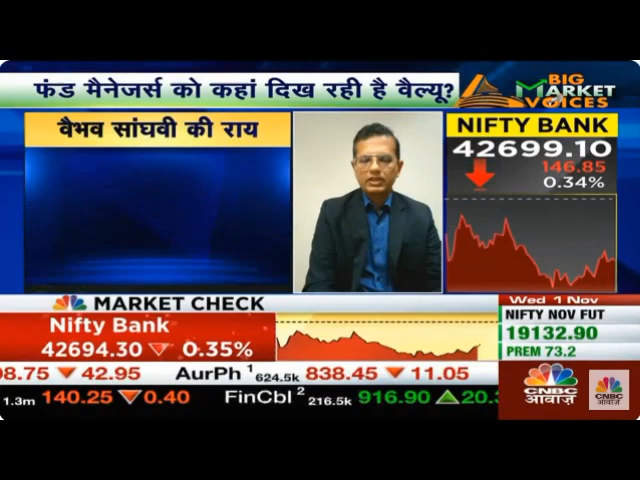 फंड मैनेजर्स को कहां दिख रही है वैल्यू?
BIG
MARKET
VOICES
वैभव सांघवी की राय
NIFTY BANK
42699.10
146.85
0.34%
MARKET CHECK
Nifty Bank
42694.30 0.35%
Wed 1 Nov
NIFTY NOV FUT
19132.90
PREM 73.2
08.75 42.95 AurPh 1 624.5k 838.45 11.05
1.3m 140.25 0.40 FinCbl 2 216.5k 916.90 20.3
CNBC
आवाज़
CNBC
आवाज़